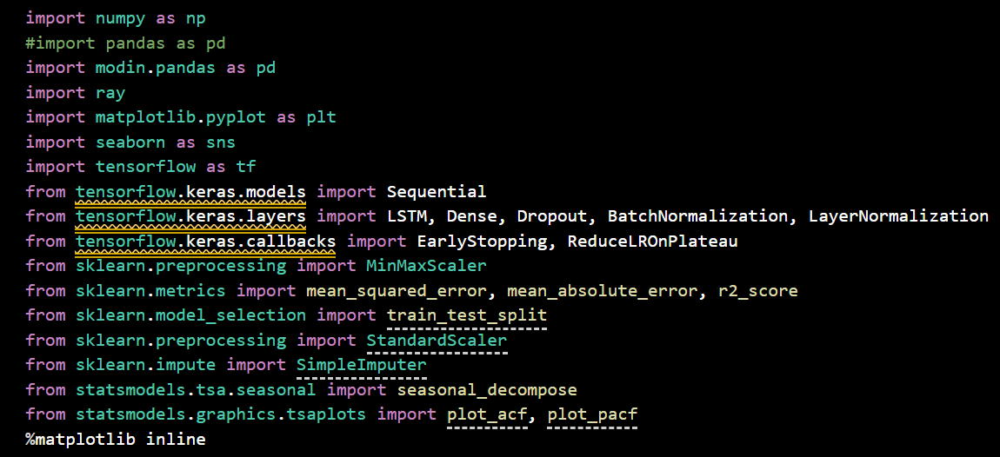 import numpy as np
#import pandas as pd
import modin.pandas as pd
import ray
import matplotlib.pyplot as plt
import seaborn as sns
import tensorflow as tf
from tensorflow.keras.models import Sequential
from tensorflow.keras.layers import LSTM, Dense, Dropout, BatchNormalization, LayerNormalization
from tensorflow.keras.callbacks import EarlyStopping, ReduceLROnPlateau
from sklearn.preprocessing import MinMaxScaler
from sklearn.metrics import mean_squared_error, mean_absolute_error, r2_score
from sklearn.model_selection import train_test_split
from sklearn.preprocessing import StandardScaler
from sklearn.impute import SimpleImputer
from statsmodels.tsa.seasonal import seasonal_decompose
from statsmodels.graphics.tsaplots import plot_acf, plot_pacf
%matplotlib inline